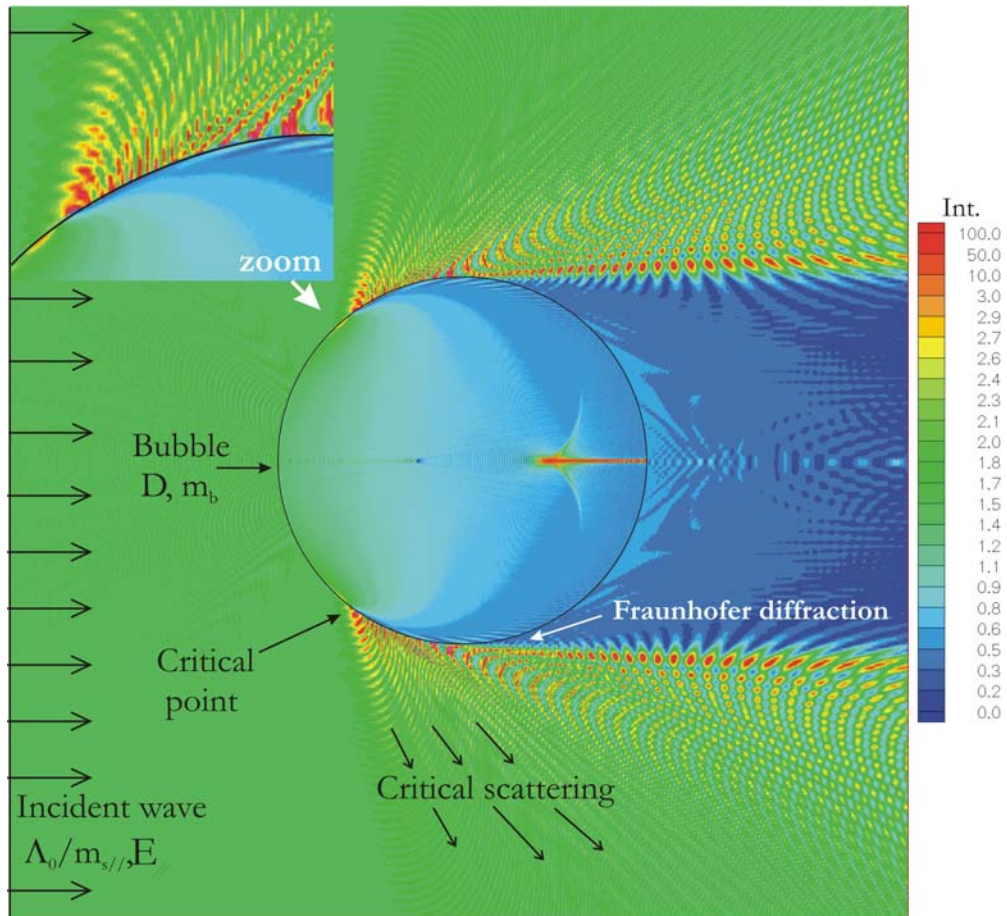 zoom
Int.
100.0
50.0
10.0
3.0
2.9
2.7
2.6
2.4
2.3
2.1
2.0
1.8
1.7
1.5
1.4
1.2
1.1
0.9
0.8
0.6
0.5
0.3
0.2
0.0
Bubble
D, m_b
Fraunhofer diffraction
Critical
point
Critical scattering
Incident wave
Λ₀/m_s//,E